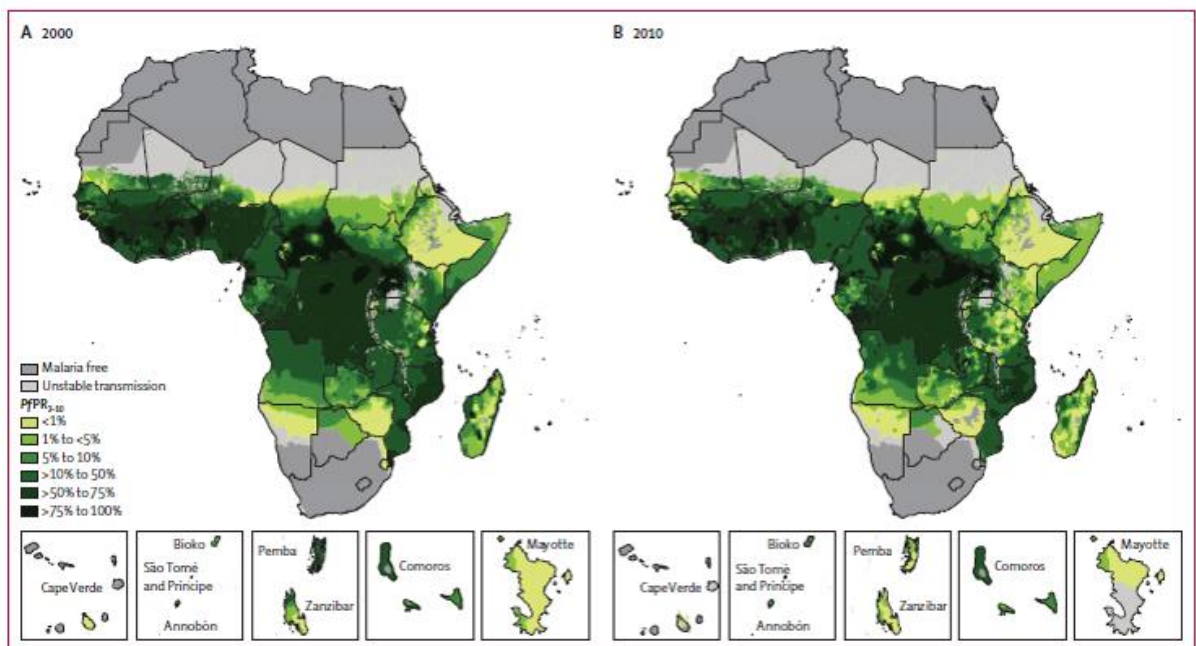 A 2000
B 2010
Malaria free
Unstable transmission
PfPR₂₋₁₀
<1%
1% to <5%
5% to 10%
>10% to 50%
>50% to 75%
>75% to 100%
Cape Verde
Bioko
São Tomé
and Príncipe
Annobón
Pemba
Zanzibar
Comoros
Mayotte
Cape Verde
Bioko
São Tomé
and Príncipe
Annobón
Pemba
Zanzibar
Comoros
Mayotte